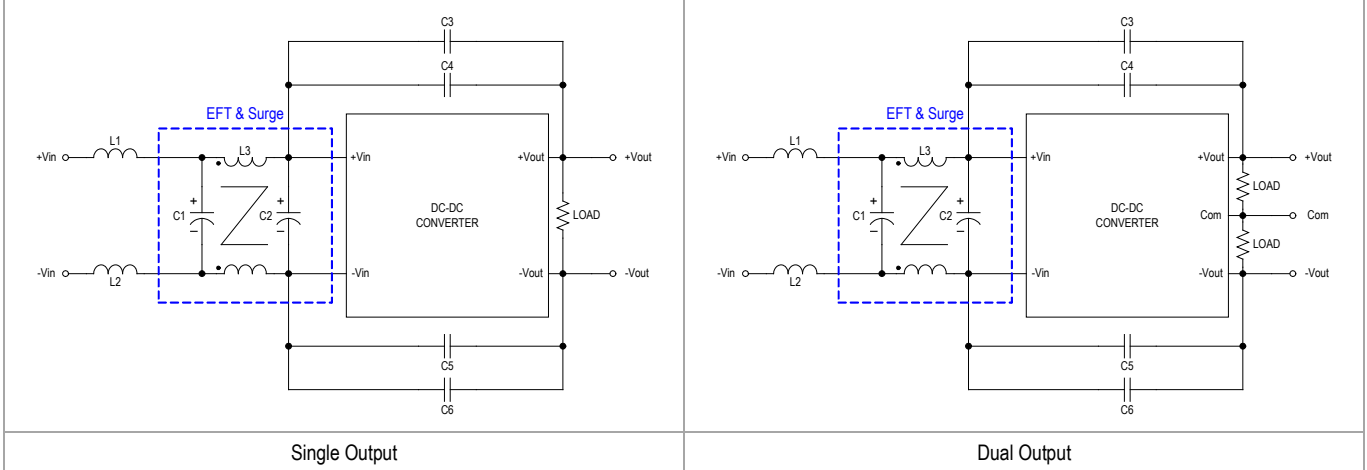 C3
C4
EFT & Surge
L1
L3
+Vin
+Vin
+Vout
+Vout
+
C1
–
+
C2
–
DC-DC
CONVERTER
LOAD
-Vin
L2
-Vin
-Vout
-Vout
C5
C6
Single Output
C3
C4
EFT & Surge
L1
L3
+Vin
+Vin
+Vout
+Vout
LOAD
+
C1
–
+
C2
–
DC-DC
CONVERTER
Com
Com
LOAD
-Vin
L2
-Vin
-Vout
-Vout
C5
C6
Dual Output